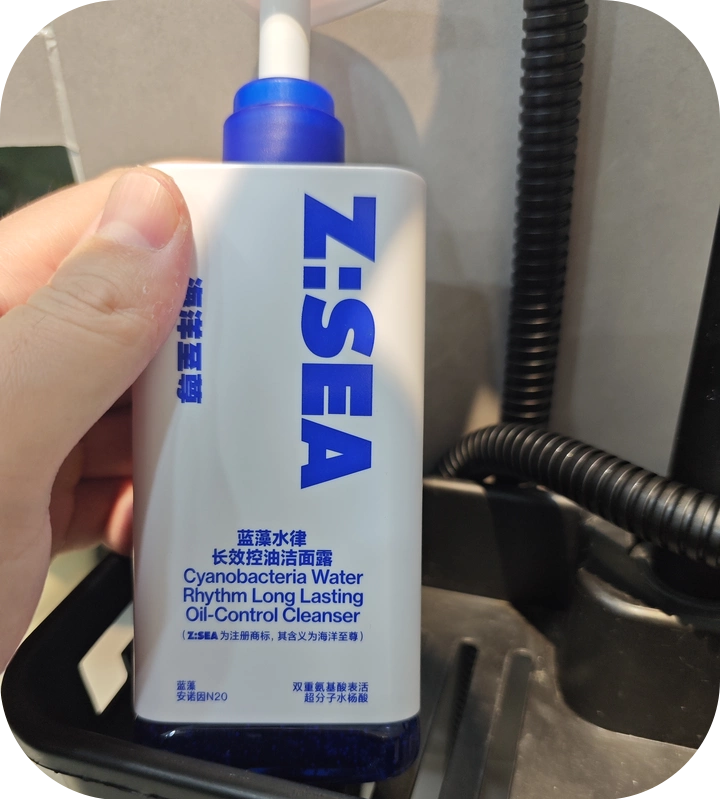 Z:SEA
海洋至尊
蓝藻水律
长效控油洁面露
Cyanobacteria Water
Rhythm Long Lasting
Oil-Control Cleanser
(Z:SEA为注册商标，其含义为海洋至尊)
蓝藻
安诺因N20
双重氨基酸表活
超分子水杨酸